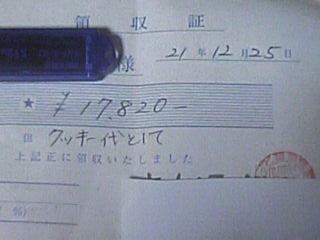 領収証
様 21年12月25日
★ ¥17,820−
但 クッキー代として
上記正に領収いたしました
%)